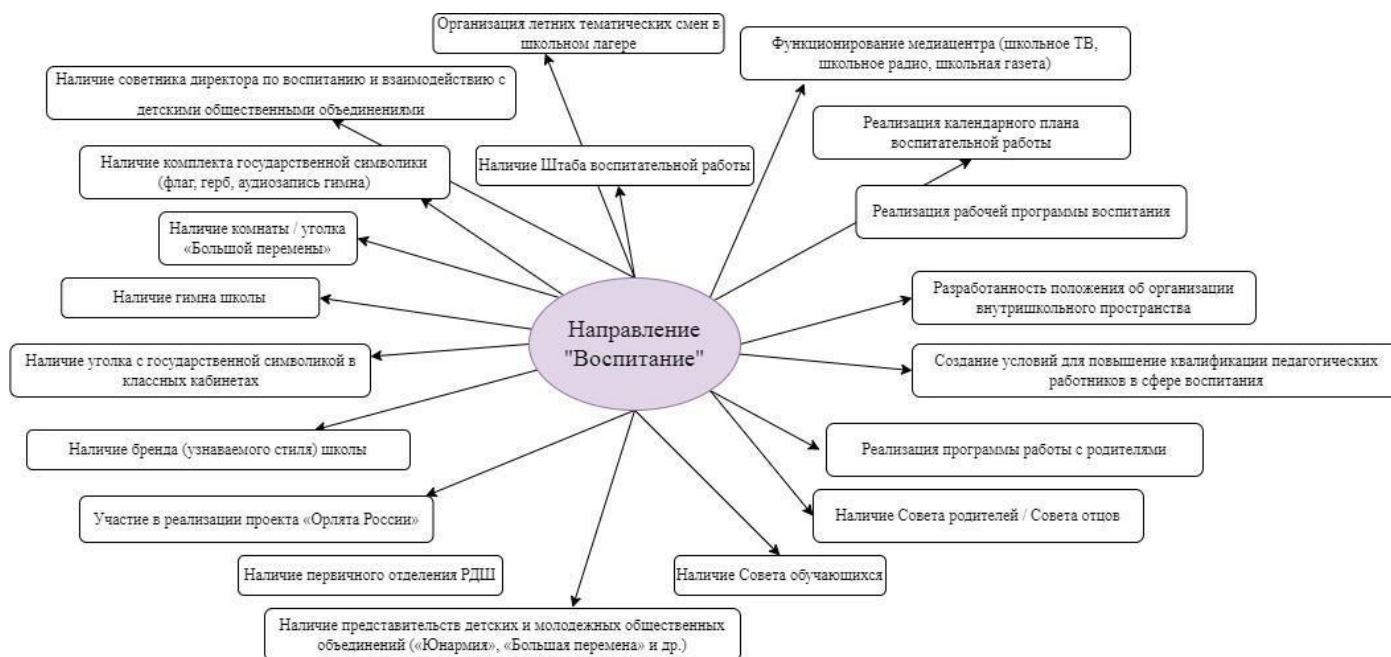 Организация летних тематических смен в
школьном лагере
Функционирование медиацентра (школьное ТВ,
школьное радио, школьная газета)
Наличие советника директора по воспитанию и взаимодействию с
детскими общественными объединениями
Реализация календарного плана
воспитательной работы
Наличие комплекта государственной символики
(флаг, герб, аудиозапись гимна)
Наличие Штаба воспитательной работы
Реализация рабочей программы воспитания
Наличие комнаты / уголка
«Большой перемены»
Наличие гимна школы
Разработанность положения об организации
внутришкольного пространства
Направление
"Воспитание"
Наличие уголка с государственной символикой в
классных кабинетах
Создание условий для повышение квалификации педагогических
работников в сфере воспитания
Наличие бренда (узнаваемого стиля) школы
Реализация программы работы с родителями
Участие в реализации проекта «Орлята России»
Наличие Совета родителей / Совета отцов
Наличие первичного отделения РДШ
Наличие Совета обучающихся
Наличие представительств детских и молодежных общественных
объединений («Юнармия», «Большая перемена» и др.)